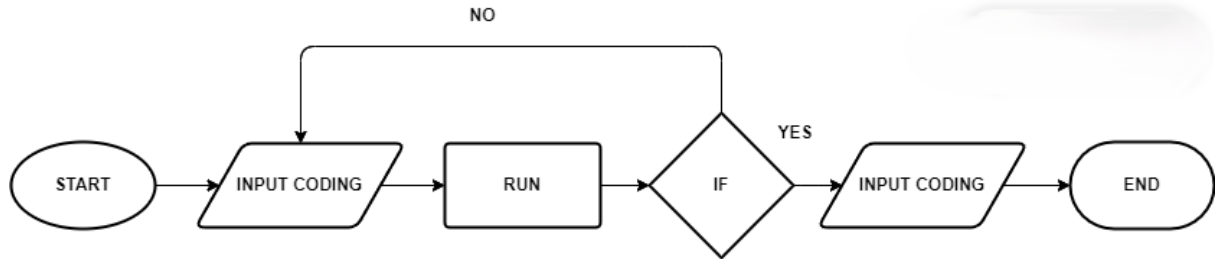 NO
YES
START
INPUT CODING
RUN
IF
INPUT CODING
END